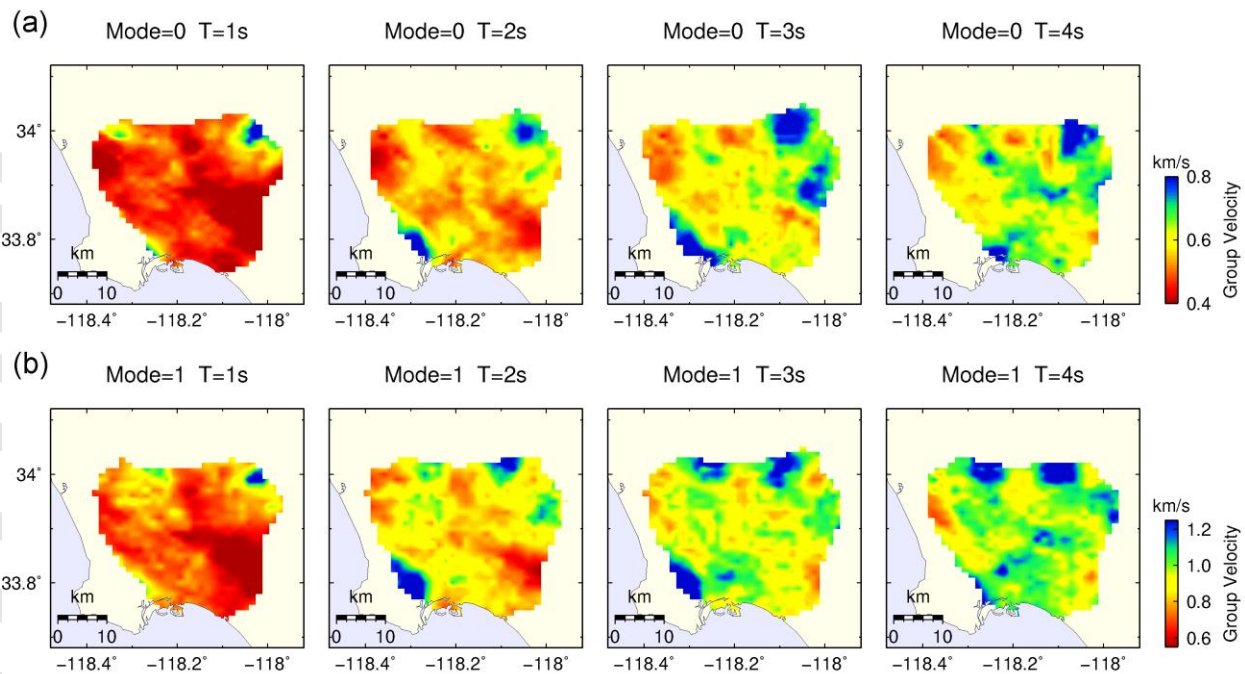 (a)
Mode=0 T=1s
Mode=0 T=2s
Mode=0 T=3s
Mode=0 T=4s
34°
33.8°
km
0 10
km
0 10
km
0 10
km
0 10
−118.4° −118.2° −118°
−118.4° −118.2° −118°
−118.4° −118.2° −118°
−118.4° −118.2° −118°
km/s
0.8
0.6
0.4
Group Velocity
(b)
Mode=1 T=1s
Mode=1 T=2s
Mode=1 T=3s
Mode=1 T=4s
34°
33.8°
km
0 10
km
0 10
km
0 10
km
0 10
−118.4° −118.2° −118°
−118.4° −118.2° −118°
−118.4° −118.2° −118°
−118.4° −118.2° −118°
km/s
1.2
1.0
0.8
0.6
Group Velocity